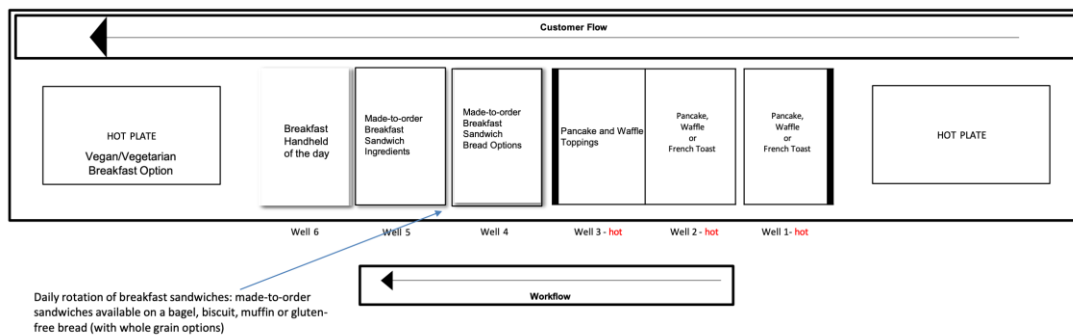 Customer Flow
HOT PLATE
Vegan/Vegetarian
Breakfast Option
Breakfast
Handheld
of the day
Made-to-order
Breakfast
Sandwich
Ingredients
Made-to-order
Breakfast
Sandwich
Bread Options
Pancake and Waffle
Toppings
Pancake,
Waffle
or
French Toast
Pancake,
Waffle
or
French Toast
HOT PLATE
Well 6
Well 5
Well 4
Well 3 - hot
Well 2 - hot
Well 1- hot
Workflow
Daily rotation of breakfast sandwiches: made-to-order
sandwiches available on a bagel, biscuit, muffin or gluten-
free bread (with whole grain options)